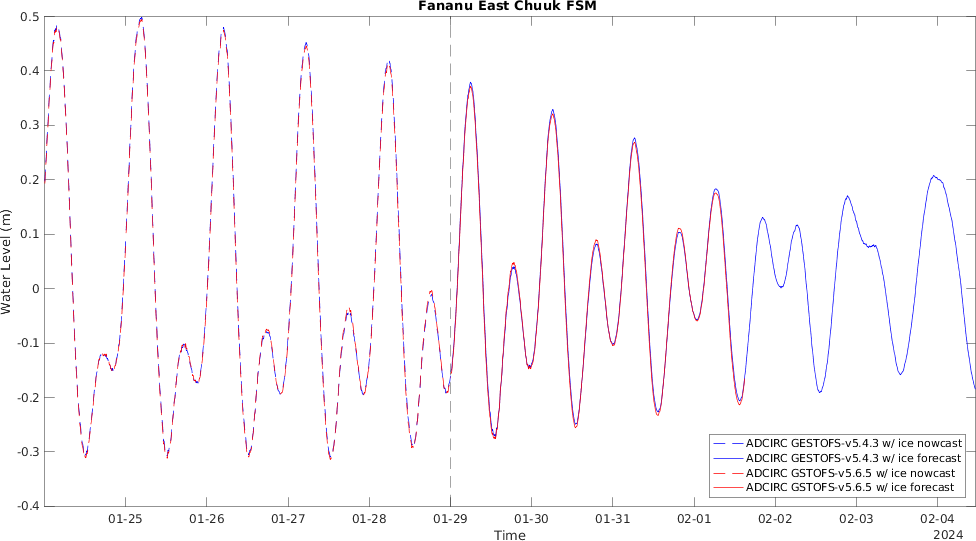 Fananu East Chuuk FSM
0.5
0.4
0.3
0.2
0.1
0
-0.1
-0.2
-0.3
-0.4
Water Level (m)
01-25 01-26 01-27 01-28 01-29 01-30 01-31 02-01 02-02 02-03 02-04
Time
2024
ADCIRC GESTOFS-v5.4.3 w/ ice nowcast
ADCIRC GESTOFS-v5.4.3 w/ ice forecast
ADCIRC GSTOFS-v5.6.5 w/ ice nowcast
ADCIRC GSTOFS-v5.6.5 w/ ice forecast